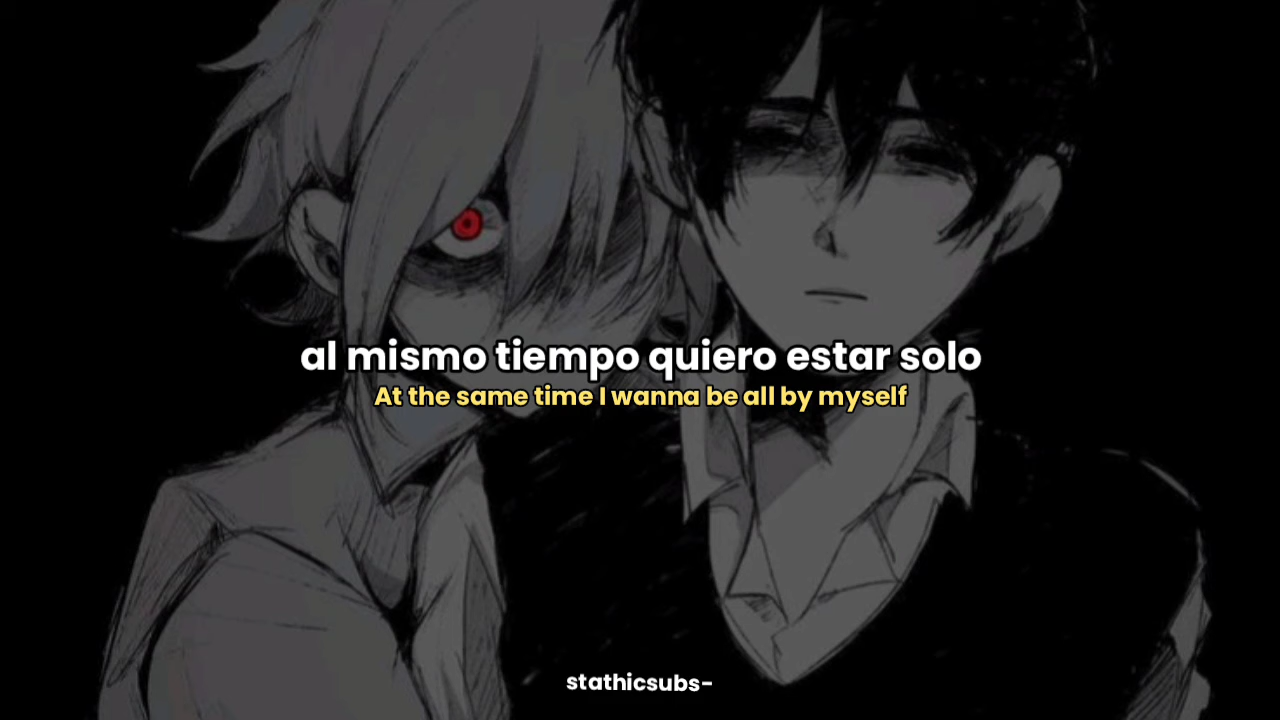 al mismo tiempo quiero estar solo
At the same time I wanna be all by myself
stathicsubs-